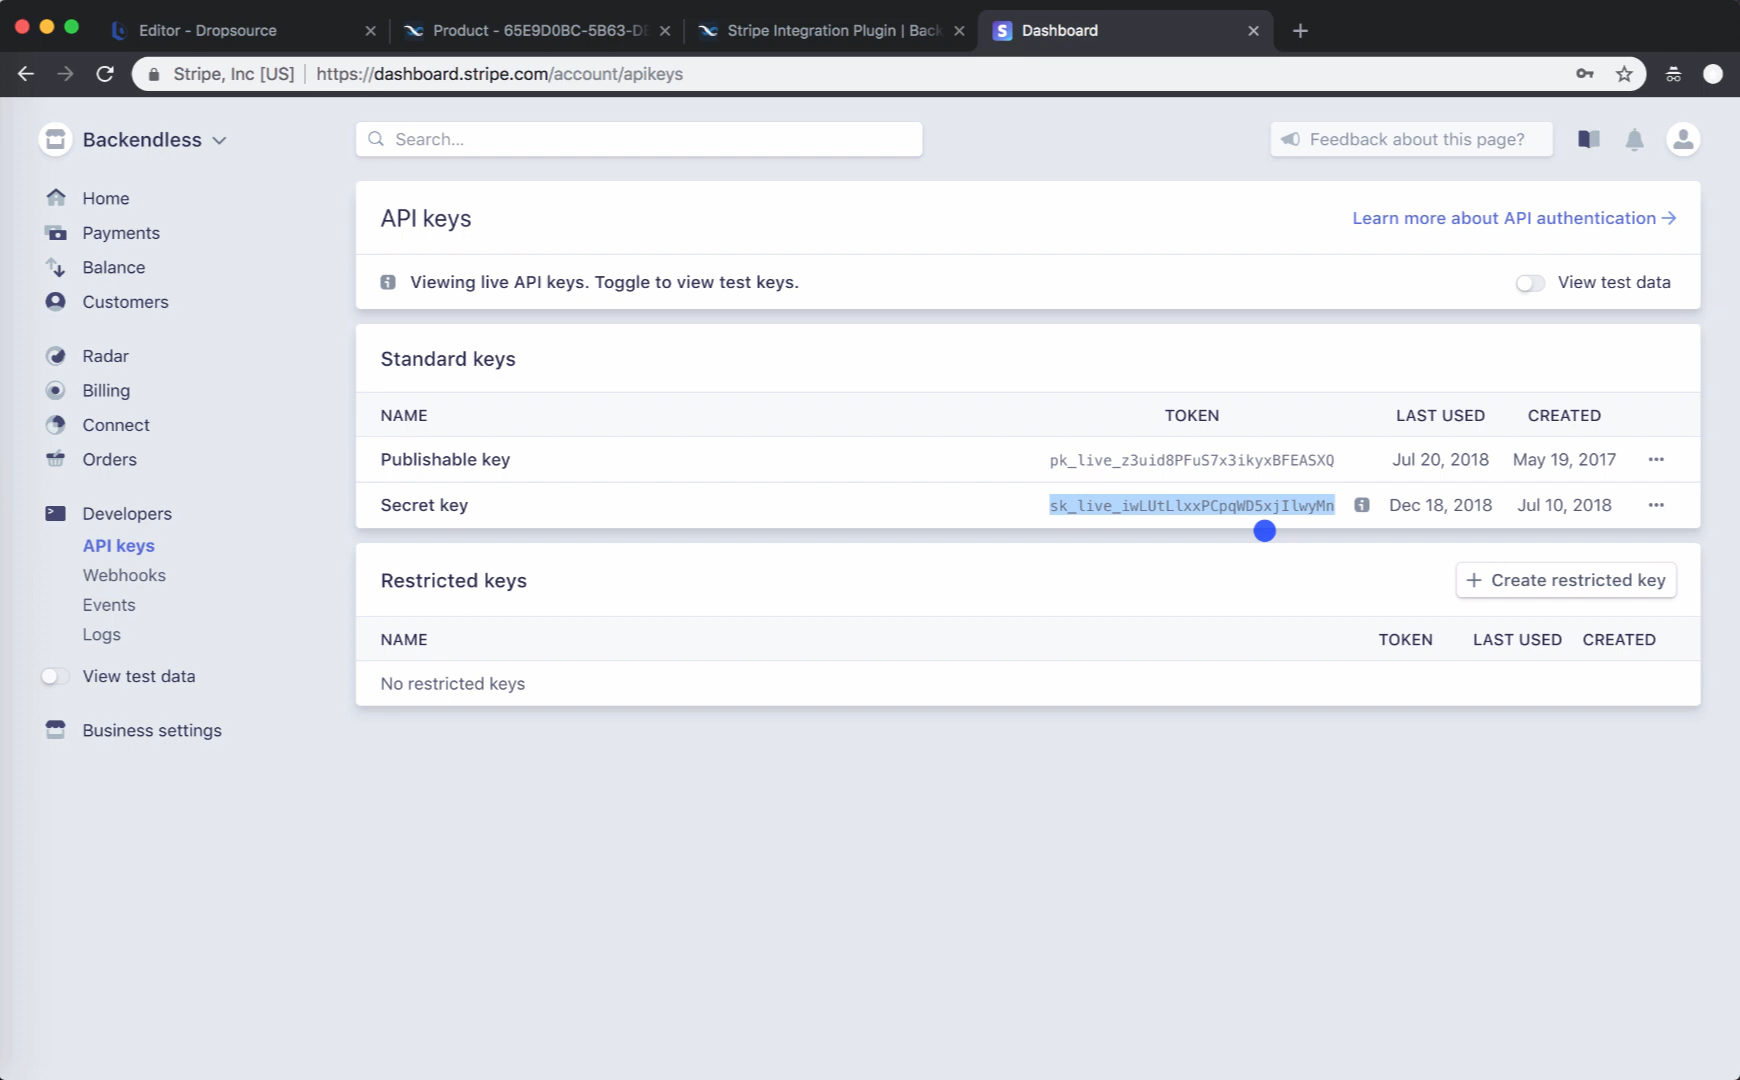 Editor - Dropsource
Product - 65E9D0BC-5B63-DE
Stripe Integration Plugin | Back
Dashboard
Stripe, Inc [US]
https://dashboard.stripe.com/account/apikeys
Backendless
Search...
Feedback about this page?
Home
Payments
Balance
Customers
Radar
Billing
Connect
Orders
Developers
API keys
Webhooks
Events
Logs
View test data
Business settings
API keys
Learn more about API authentication →
Viewing live API keys. Toggle to view test keys.
View test data
Standard keys
NAME TOKEN LAST USED CREATED
Publishable key pk_live_z3uid8PFuS7x3ikyxBFEASXQ Jul 20, 2018 May 19, 2017
Secret key sk_live_iwLUtLlxxPCpqWD5xjIlwyMn Dec 18, 2018 Jul 10, 2018
Restricted keys
+ Create restricted key
NAME TOKEN LAST USED CREATED
No restricted keys